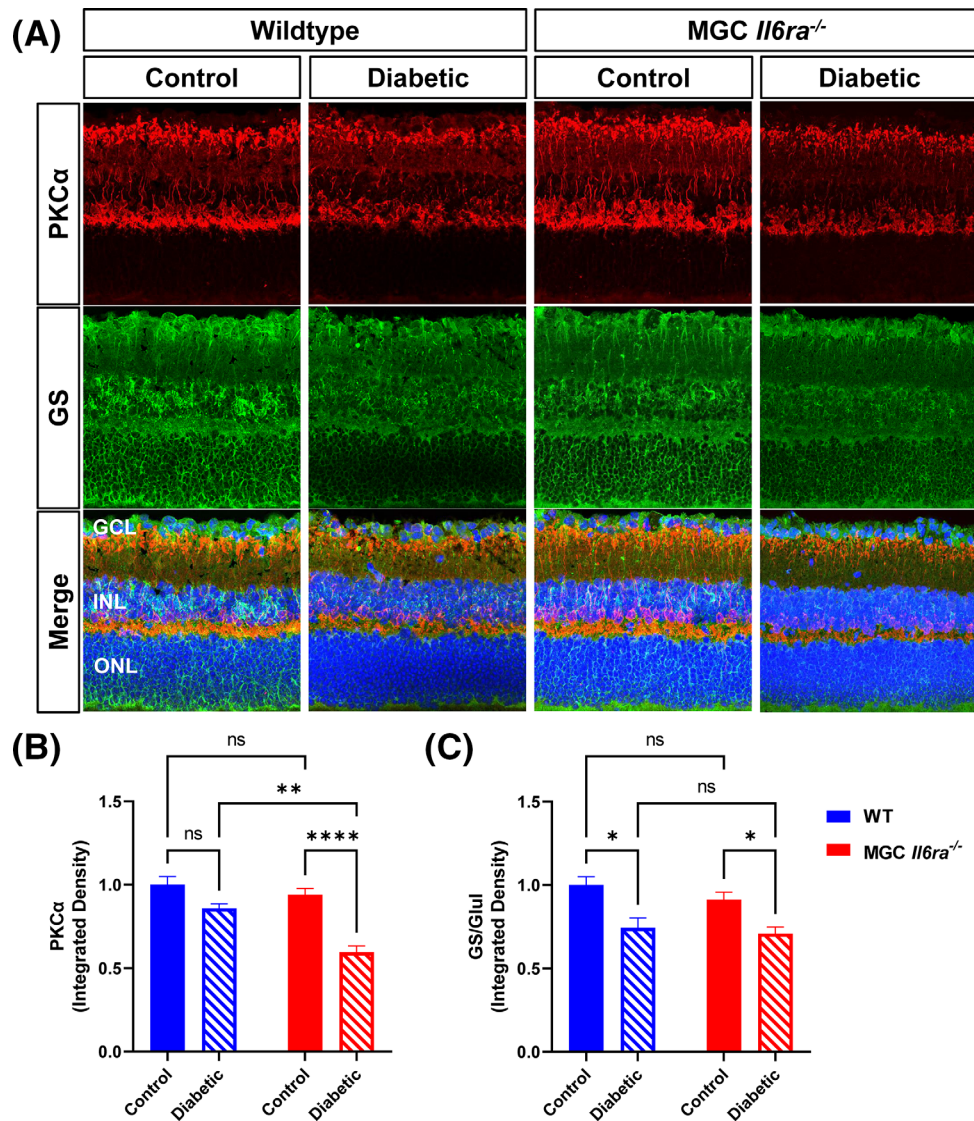 (A)
Wildtype
MGC Il6ra-/-
Control
Diabetic
Control
Diabetic
PKCα
GS
Merge
GCL
INL
ONL
(B)
ns
**
ns
****
1.5
1.0
0.5
0.0
PKCα
(Integrated Density)
Control
Diabetic
Control
Diabetic
(C)
ns
ns
*
*
1.5
1.0
0.5
0.0
GS/Glul
(Integrated Density)
Control
Diabetic
Control
Diabetic
WT
MGC Il6ra-/-